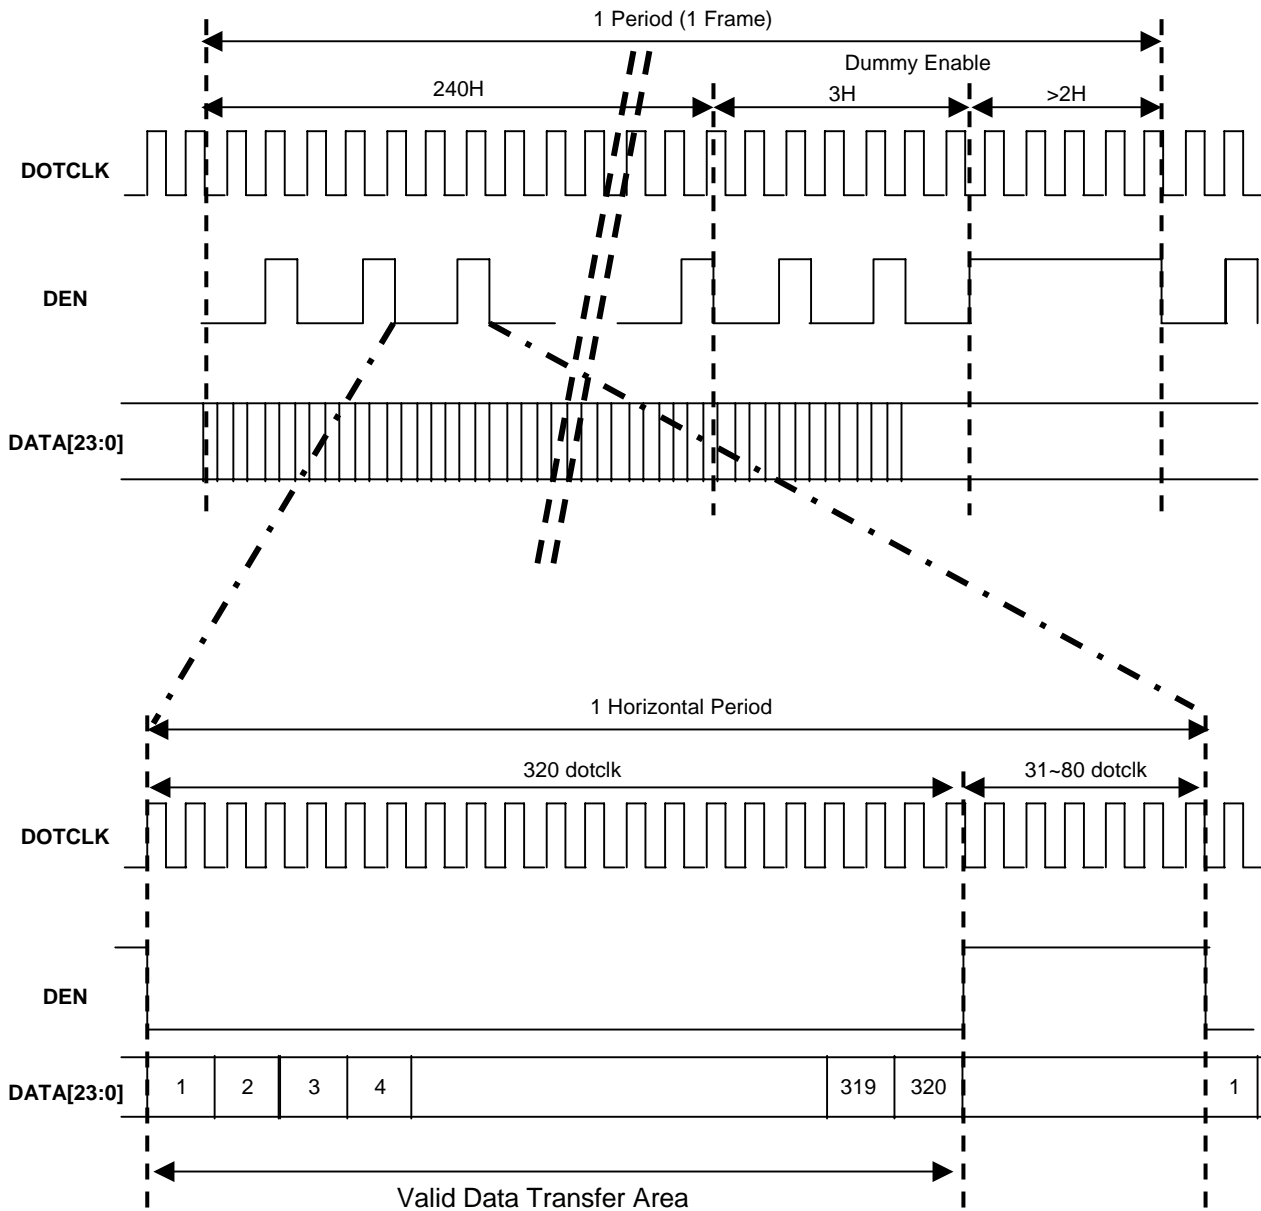 1 Period (1 Frame)
Dummy Enable
240H
3H
>2H
DOTCLK
DEN
DATA[23:0]
1 Horizontal Period
320 dotclk
31~80 dotclk
DOTCLK
DEN
DATA[23:0]
1
2
3
4
319
320
1
Valid Data Transfer Area